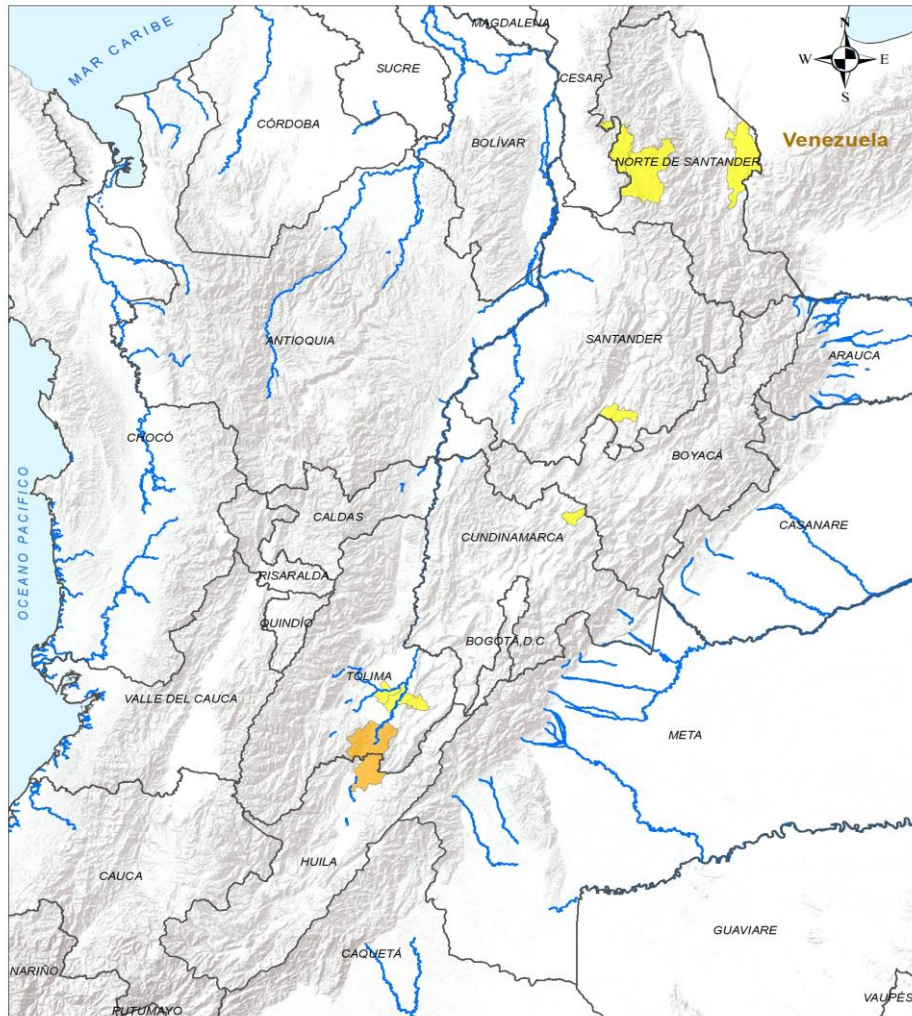 MAGDALENA
N
MAR CARIBE
SUCRE
W
E
CESAR
S
CÓRDOBA
BOLÍVAR
Venezuela
NORTE DE SANTANDER
ANTIOQUIA
SANTANDER
ARAUCA
CHOCÓ
BOYACÁ
OCEANO PACIFICO
CALDAS
CASANARE
CUNDINAMARCA
RISARALDA
QUINDÍO
BOGOTÁ,D.C
TOLIMA
VALLE DEL CAUCA
META
HUILA
CAUCA
GUAVIARE
CAQUETÁ
NARIÑO
VAUPÉS
PUTUMAYO